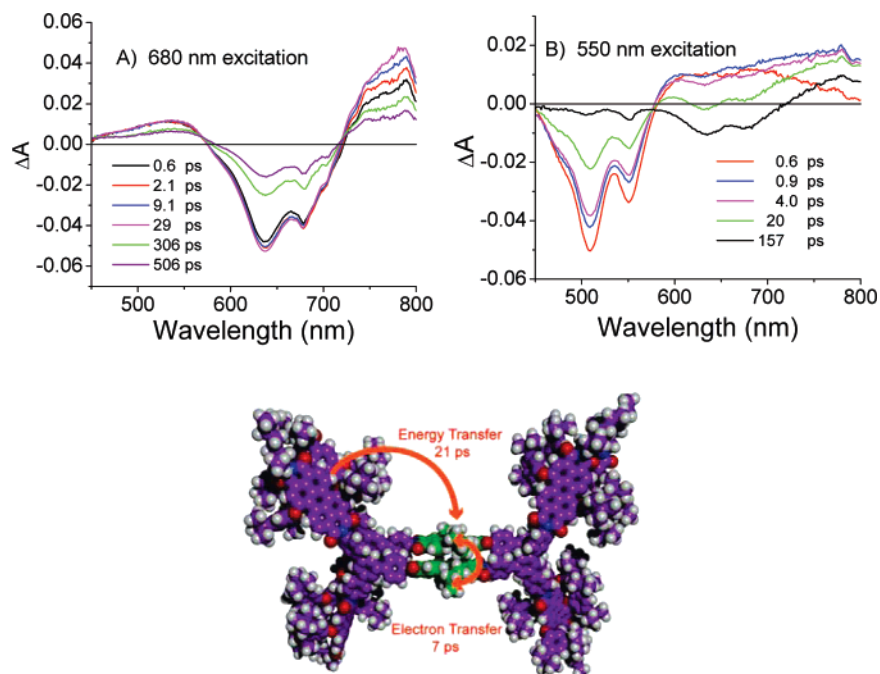 A) 680 nm excitation
0.06
0.04
0.02
0.00
-0.02
-0.04
-0.06
ΔA
0.6 ps
2.1 ps
9.1 ps
29 ps
306 ps
506 ps
500 600 700 800
Wavelength (nm)
B) 550 nm excitation
0.02
0.00
-0.03
-0.06
ΔA
0.6 ps
0.9 ps
4.0 ps
20 ps
157 ps
500 600 700 800
Wavelength (nm)
Energy Transfer
21 ps
Electron Transfer
7 ps